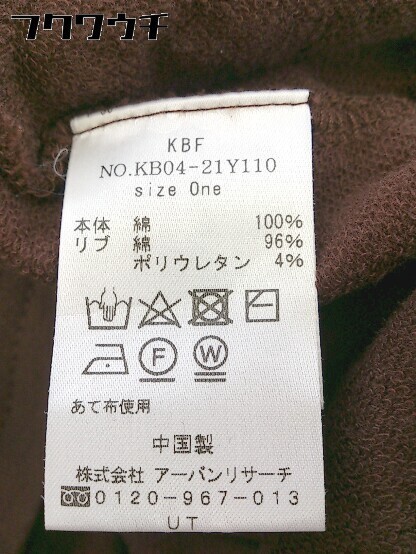 フクワウチ
KBF
NO.KB04-21Y110
size One
本体 綿 100%
リブ 綿 96%
ポリウレタン 4%
F W
あて布使用
中国製
株式会社 アーバンリサーチ
0120-967-013
UT